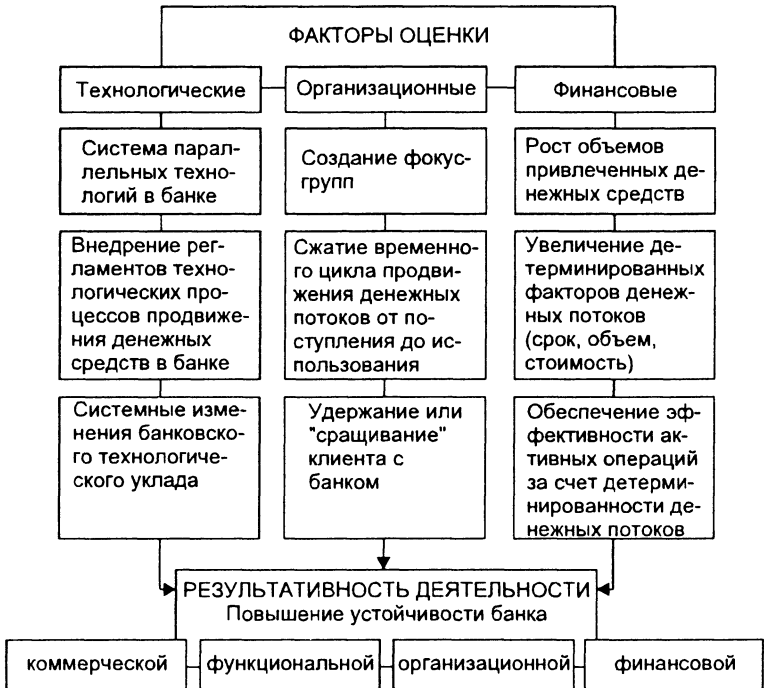 ФАКТОРЫ ОЦЕНКИ
Технологические
Организационные
Финансовые
Система парал-
лельных техно-
логий в банке
Создание фокус-
групп
Рост объемов
привлеченных де-
нежных средств
Внедрение рег-
ламентов техно-
логических про-
цессов продвиже-
ния денежных
средств в банке
Сжатие временно-
го цикла продви-
жения денежных
потоков от по-
ступления до ис-
пользования
Увеличение де-
терминированных
факторов денеж-
ных потоков
(срок, объем,
стоимость)
Системные изме-
нения банковско-
го технологиче-
ского уклада
Удержание или
"сращивание"
клиента с
банком
Обеспечение эф-
фективности ак-
тивных операций
за счет детерми-
нированности де-
нежных потоков
РЕЗУЛЬТАТИВНОСТЬ ДЕЯТЕЛЬНОСТИ
Повышение устойчивости банка
коммерческой
функциональной
организационной
финансовой